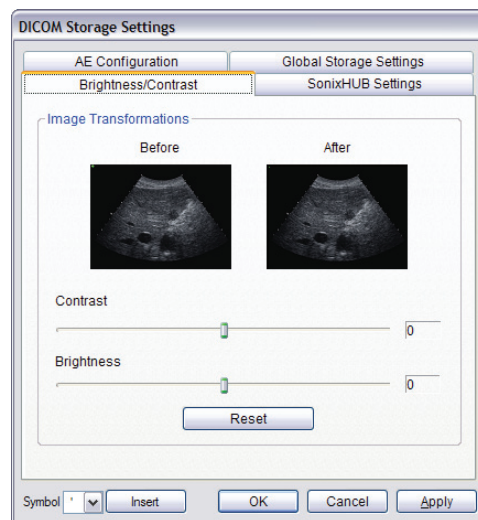 DICOM Storage Settings
AE Configuration Global Storage Settings
Brightness/Contrast SonixHUB Settings
Image Transformations
Before After
Contrast
0
Brightness
0
Reset
Symbol ' Insert OK Cancel Apply